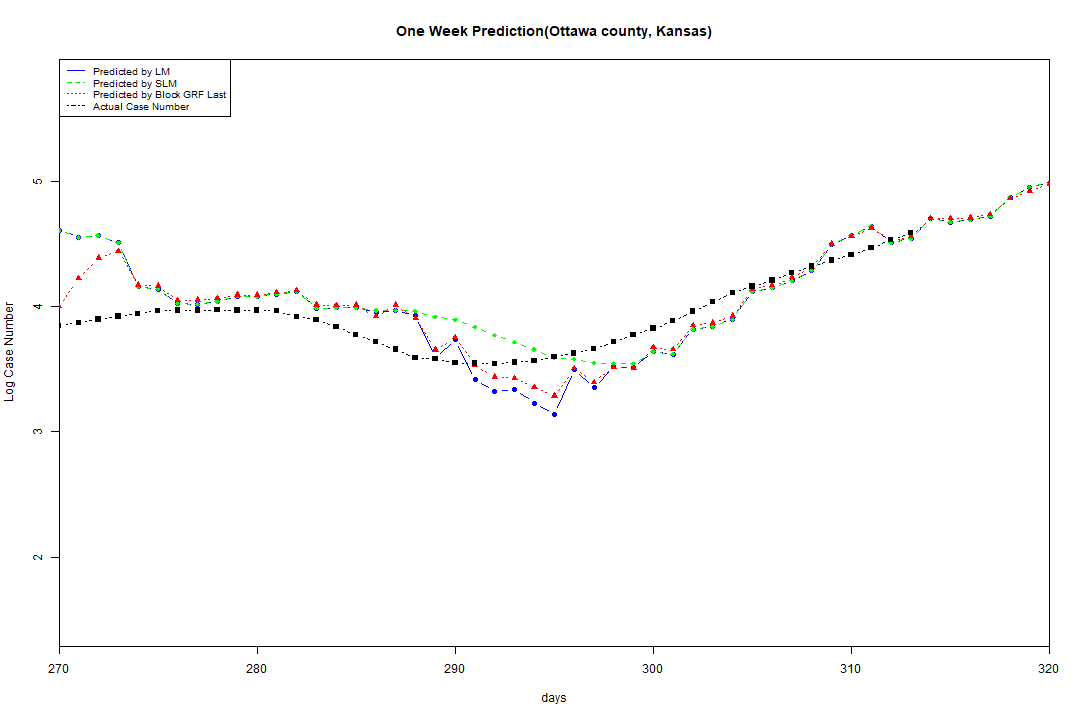 One Week Prediction(Ottawa county, Kansas)
Predicted by LM
Predicted by SLM
Predicted by Block GRF Last
Actual Case Number
Log Case Number
5
4
3
2
270 280 290 300 310 320
days